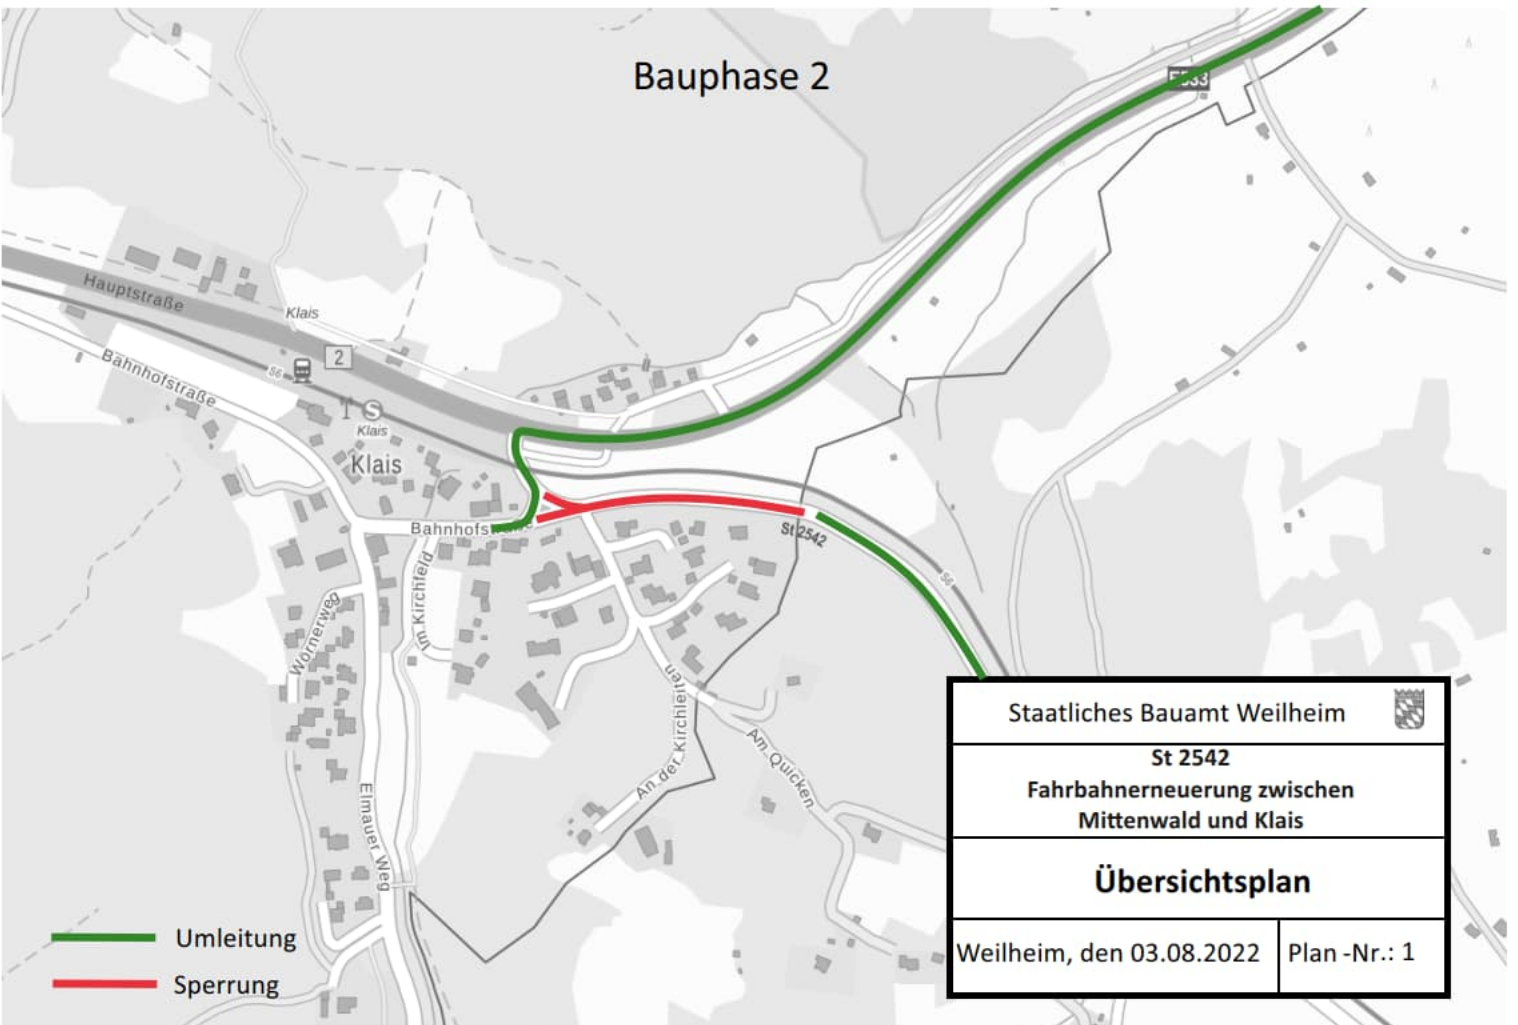 Bauphase 2
E533
Hauptstraße
Klais
2
Bahnhofstraße
S6
S
Klais
Klais
Bahnhofstraße
St 2542
S6
Im Kirchfeld
Wörnerweg
An der Kirchleiten
Am Quicken
Elmauer Weg
Umleitung
Sperrung
Staatliches Bauamt Weilheim
St 2542
Fahrbahnerneuerung zwischen
Mittenwald und Klais
Übersichtsplan
Weilheim, den 03.08.2022
Plan -Nr.: 1